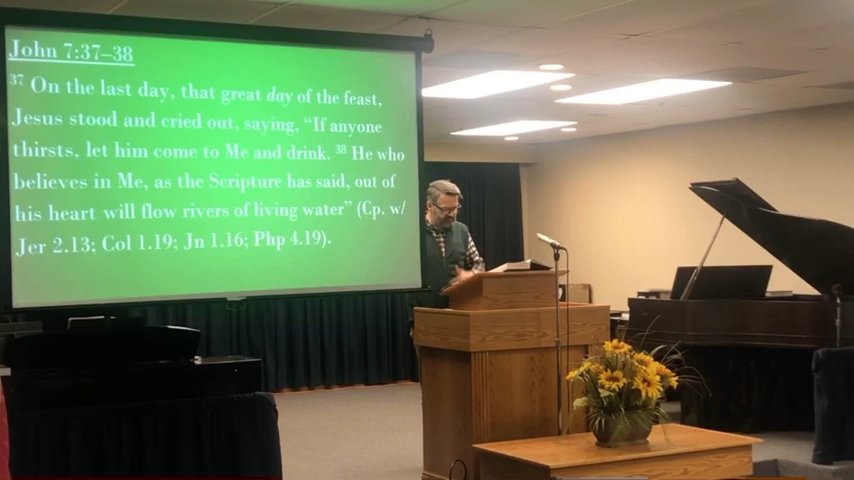 John 7:37–38
37 On the last day, that great day of the feast,
Jesus stood and cried out, saying, “If anyone
thirsts, let him come to Me and drink. 38 He who
believes in Me, as the Scripture has said, out of
his heart will flow rivers of living water” (Cp. w/
Jer 2.13; Col 1.19; Jn 1.16; Php 4.19).